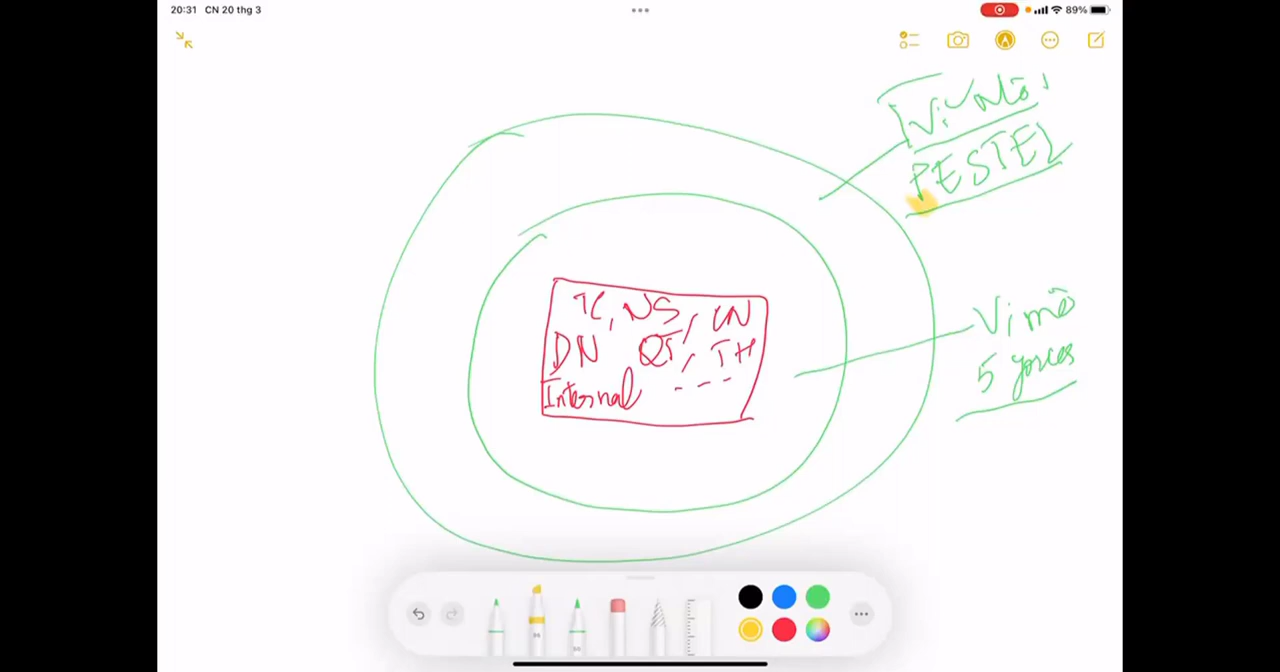 20:31 CN 20 thg 3
89%
Vĩ Mô
PESTEL
TC, NS, CN
DN QT, TH
Internal ---
Vi mô
5 forces